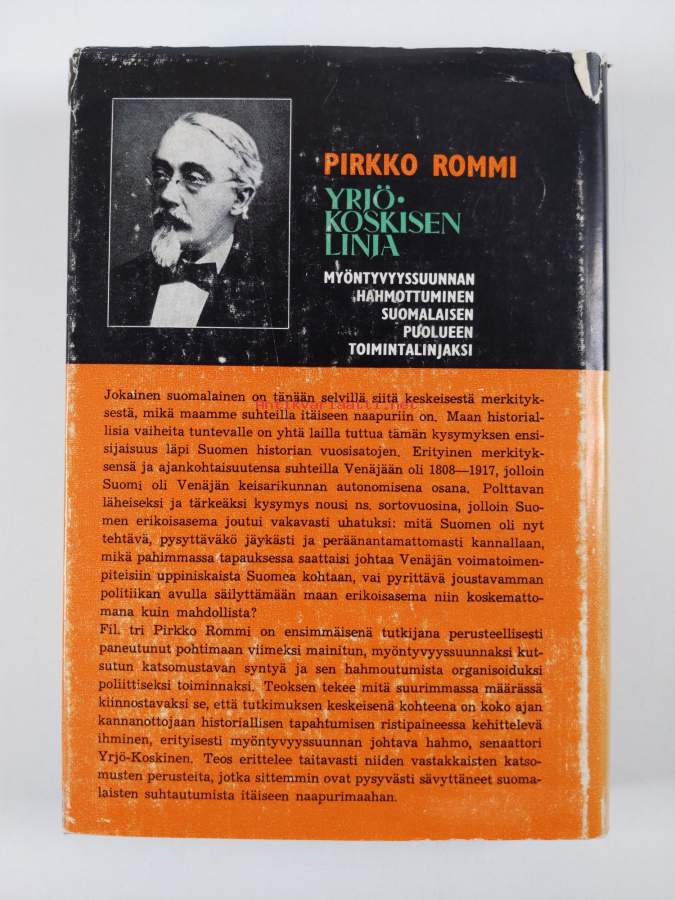 PIRKKO ROMMI
YRJÖ-
KOSKISEN
LINJA
MYÖNTYVYYSSUUNNAN
HAHMOTTUMINEN
SUOMALAISEN
PUOLUEEN
TOIMINTALINJAKSI
Jokainen suomalainen on tänään selvillä siitä keskeisestä merkityk-
sestä, mikä maamme suhteilla itäiseen naapuriin on. Maan historial-
Antikvariaatti.net
lisia vaiheita tuntevalle on yhtä lailla tuttua tämän kysymyksen ensi-
sijaisuus läpi Suomen historian vuosisatojen. Erityinen merkityk-
sensä ja ajankohtaisuutensa suhteilla Venäjään oli 1808—1917, jolloin
Suomi oli Venäjän keisarikunnan autonomisena osana. Polttavan
läheiseksi ja tärkeäksi kysymys nousi ns. sortovuosina, jolloin Suo-
men erikoisasema joutui vakavasti uhatuksi: mitä Suomen oli nyt
tehtävä, pysyttäväkö jäykästi ja peräänantamattomasti kannallaan,
mikä pahimmassa tapauksessa saattaisi johtaa Venäjän voimatoimen-
piteisiin uppiniskaista Suomea kohtaan, vai pyrittävä joustavamman
politiikan avulla säilyttämään maan erikoisasema niin koskematto-
mana kuin mahdollista?
Fil. tri Pirkko Rommi on ensimmäisenä tutkijana perusteellisesti
paneutunut pohtimaan viimeksi mainitun, myöntyvyyssuunnaksi kut-
sutun katsomustavan syntyä ja sen hahmoutumista organisoiduksi
poliittiseksi toiminnaksi. Teoksen tekee mitä suurimmassa määrässä
kiinnostavaksi se, että tutkimuksen keskeisenä kohteena on koko ajan
kannanottojaan historiallisen tapahtumisen ristipaineessa kehittelevä
ihminen, erityisesti myöntyvyyssuunnan johtava hahmo, senaattori
Yrjö-Koskinen. Teos erittelee taitavasti niiden vastakkaisten katso-
musten perusteita, jotka sittemmin ovat pysyvästi sävyttäneet suoma-
laisten suhtautumista itäiseen naapurimaahan.